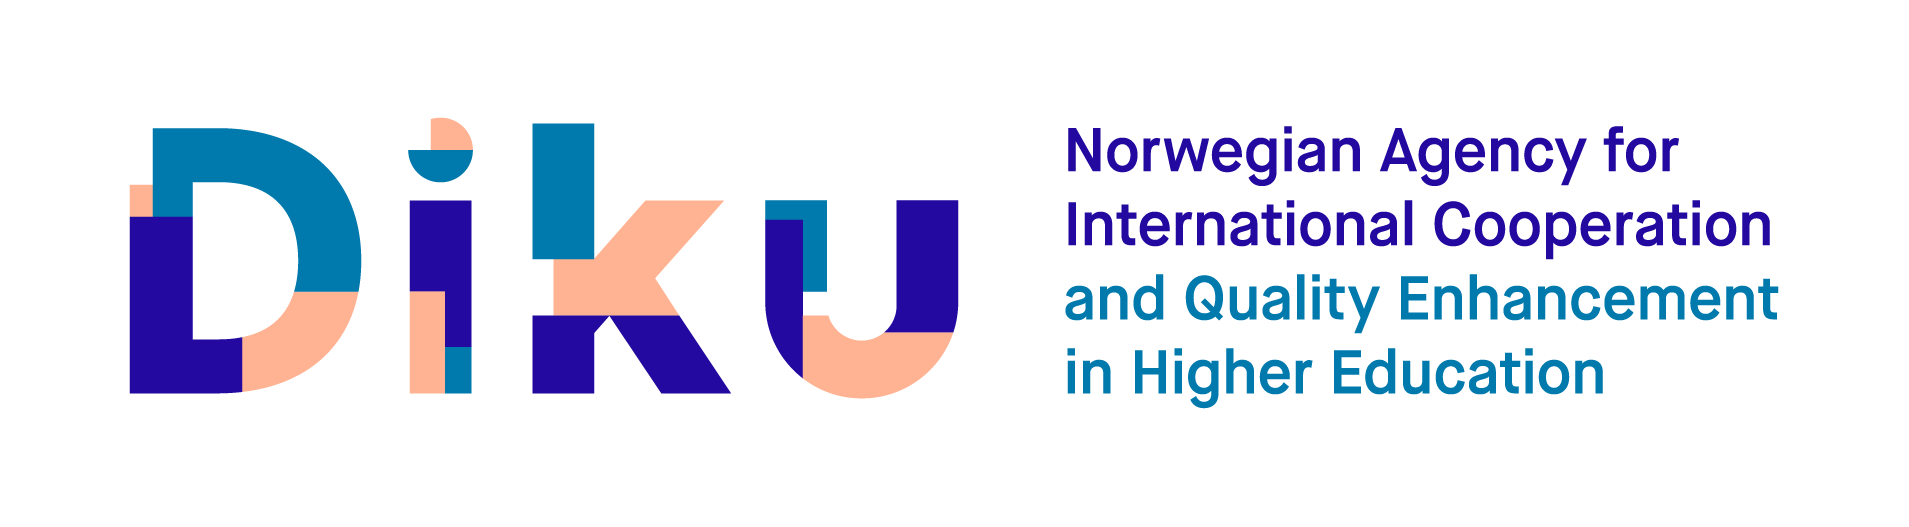 Diku
Norwegian Agency for
International Cooperation
and Quality Enhancement
in Higher Education